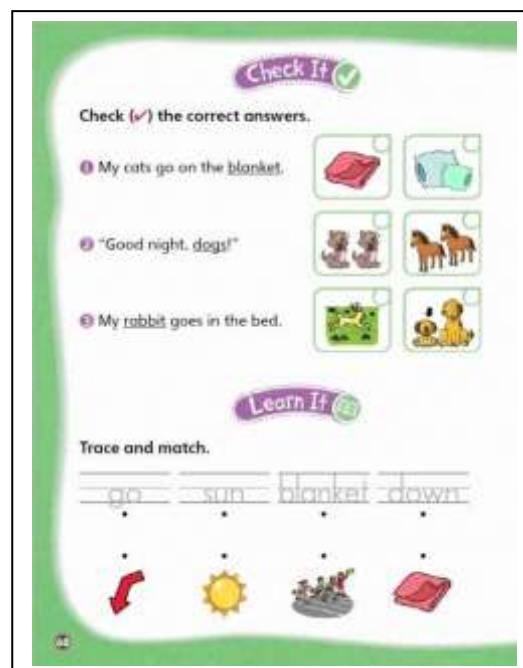 Check It
Check (✓) the correct answers.
1 My cats go on the blanket.
2 "Good night, dogs!"
3 My rabbit goes in the bed.
Learn It
Trace and match.
go sun blanket down